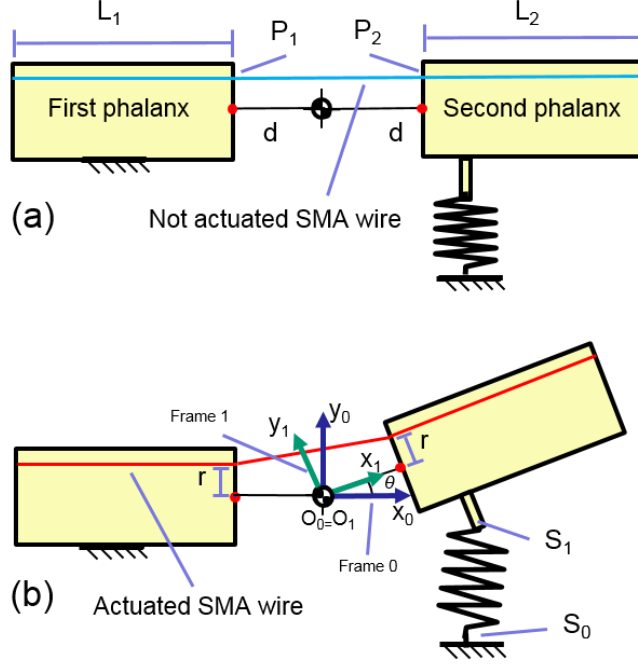 L₁ P₁ P₂ L₂
First phalanx Second phalanx
d d
Not actuated SMA wire
(a)
Frame 1 y₁ y₀
r x₁ θ r
O₀=O₁ x₀
Frame 0
S₁
(b)
Actuated SMA wire
S₀